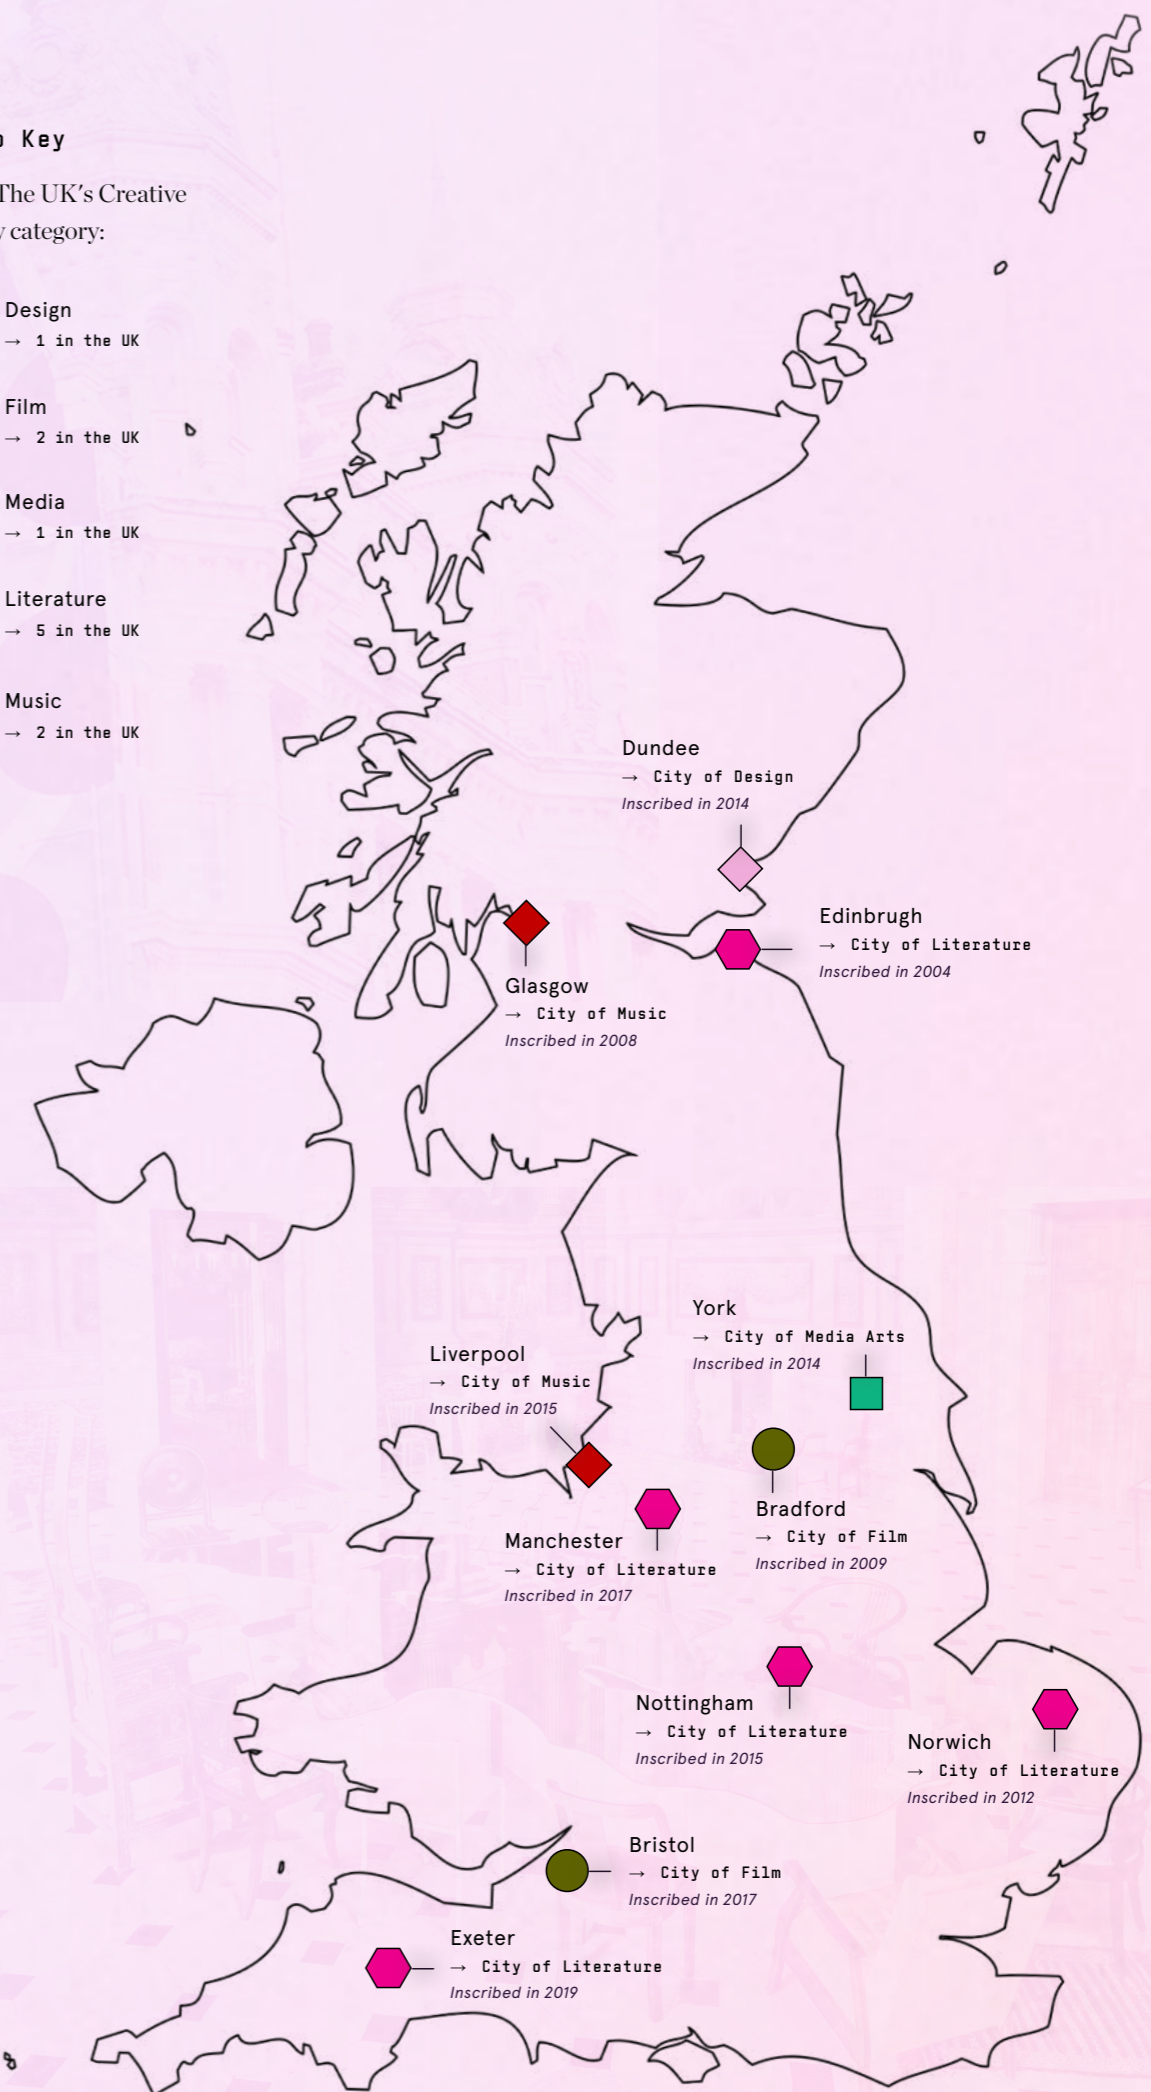 Key
The UK's Creative
category:
Design
→ 1 in the UK
Film
→ 2 in the UK
Media
→ 1 in the UK
Literature
→ 5 in the UK
Music
→ 2 in the UK
Dundee
→ City of Design
Inscribed in 2014
Edinbrugh
→ City of Literature
Inscribed in 2004
Glasgow
→ City of Music
Inscribed in 2008
York
→ City of Media Arts
Inscribed in 2014
Liverpool
→ City of Music
Inscribed in 2015
Bradford
→ City of Film
Inscribed in 2009
Manchester
→ City of Literature
Inscribed in 2017
Nottingham
→ City of Literature
Inscribed in 2015
Norwich
→ City of Literature
Inscribed in 2012
Bristol
→ City of Film
Inscribed in 2017
Exeter
→ City of Literature
Inscribed in 2019